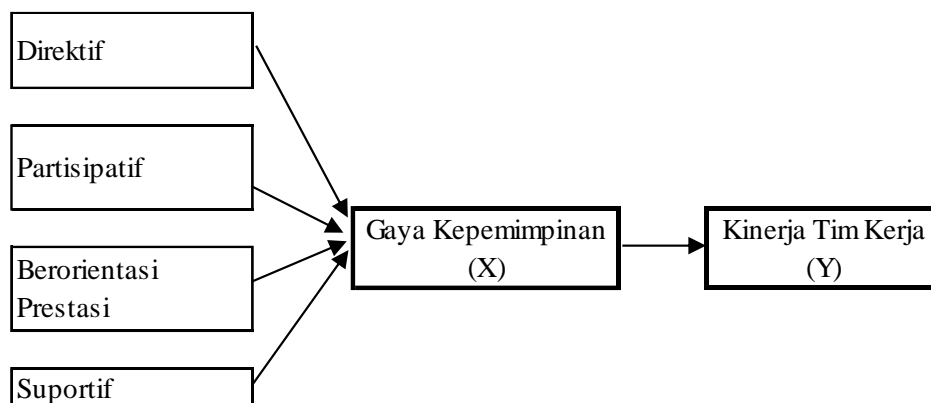 Direktif
Partisipatif
Berorientasi
Prestasi
Suportif
Gaya Kepemimpinan
(X)
Kinerja Tim Kerja
(Y)